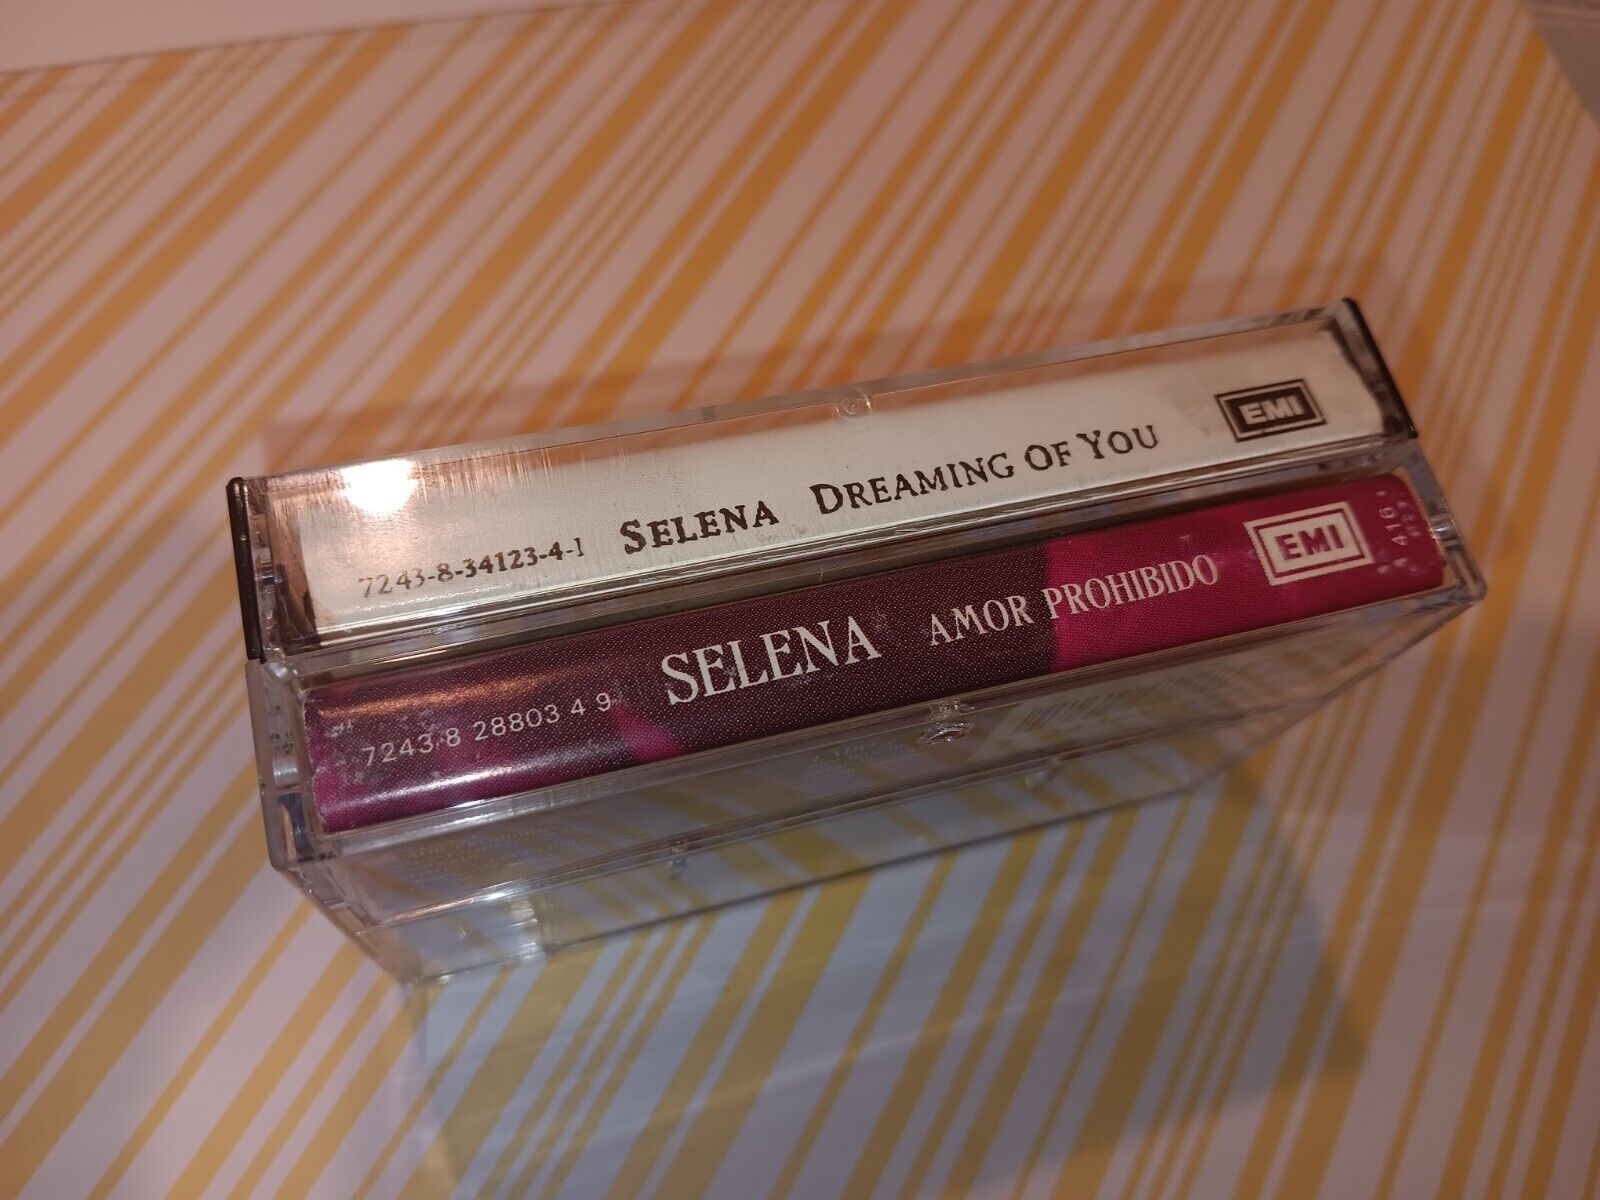 7243-8-34123-4-1 SELENA DREAMING OF YOU EMI
7243 8 28803 4 9 SELENA AMOR PROHIBIDO EMI 416